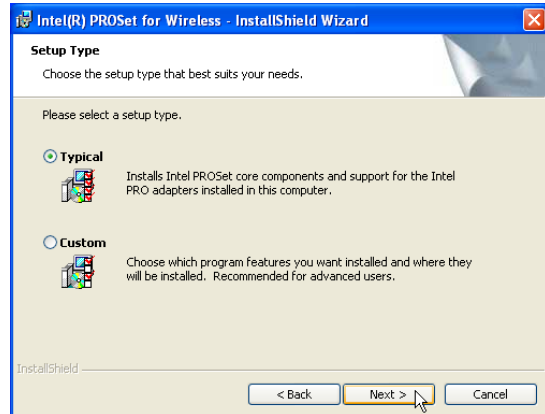 Intel(R) PROSet for Wireless - InstallShield Wizard
Setup Type
Choose the setup type that best suits your needs.
Please select a setup type.
Typical
Installs Intel PROSet core components and support for the Intel
PRO adapters installed in this computer.
Custom
Choose which program features you want installed and where they
will be installed. Recommended for advanced users.
InstallShield
< Back
Next >
Cancel